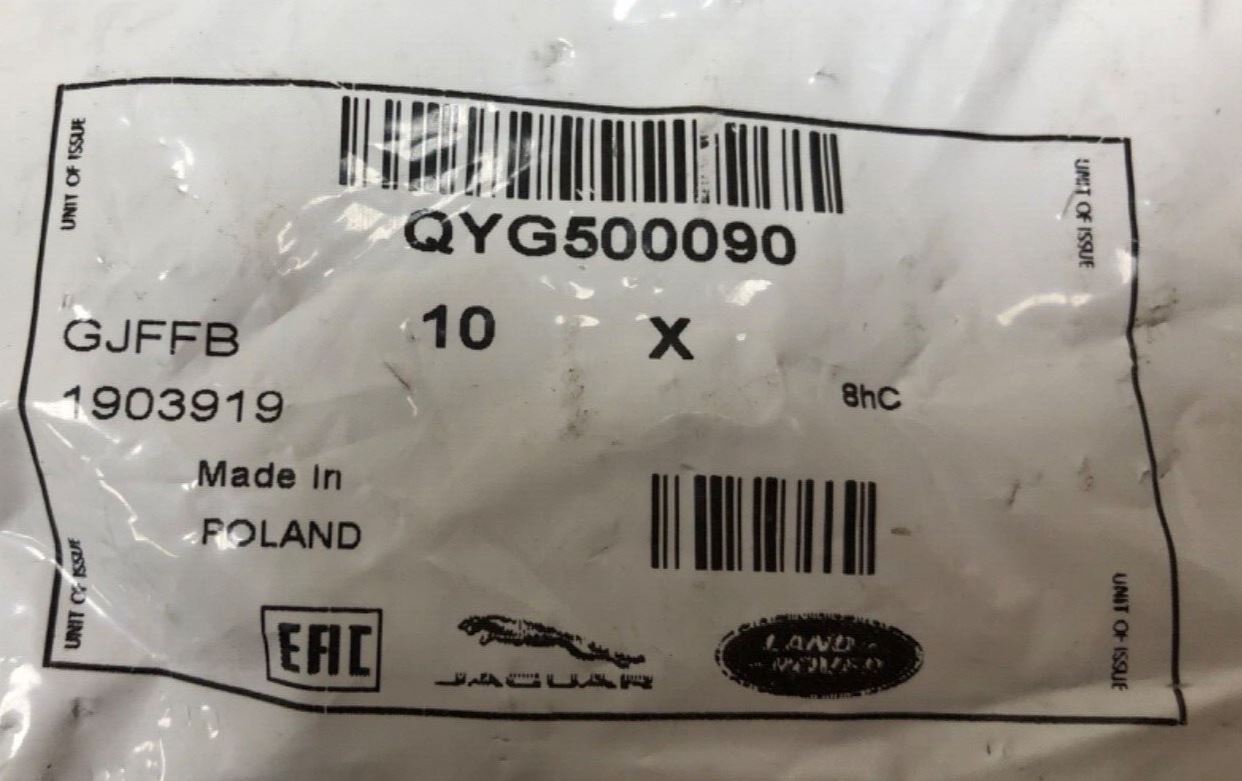 UNIT OF ISSUE
UNIT OF ISSUE
QYG500090
10 X
GJFFB
1903919
8hC
Made In
POLAND
UNIT OF ISSUE
UNIT OF ISSUE
EAC
JAGUAR
LAND-
ROVER